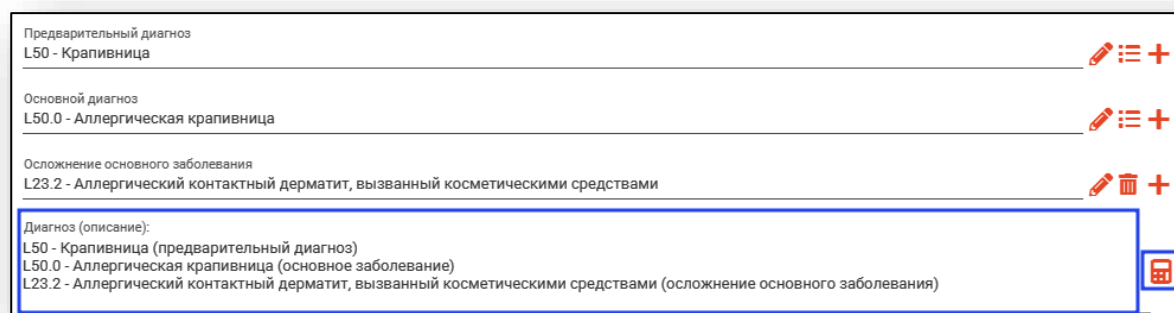 Предварительный диагноз
L50 - Крапивница
Основной диагноз
L50.0 - Аллергическая крапивница
Осложнение основного заболевания
L23.2 - Аллергический контактный дерматит, вызванный косметическими средствами
Диагноз (описание):
L50 - Крапивница (предварительный диагноз)
L50.0 - Аллергическая крапивница (основное заболевание)
L23.2 - Аллергический контактный дерматит, вызванный косметическими средствами (осложнение основного заболевания)